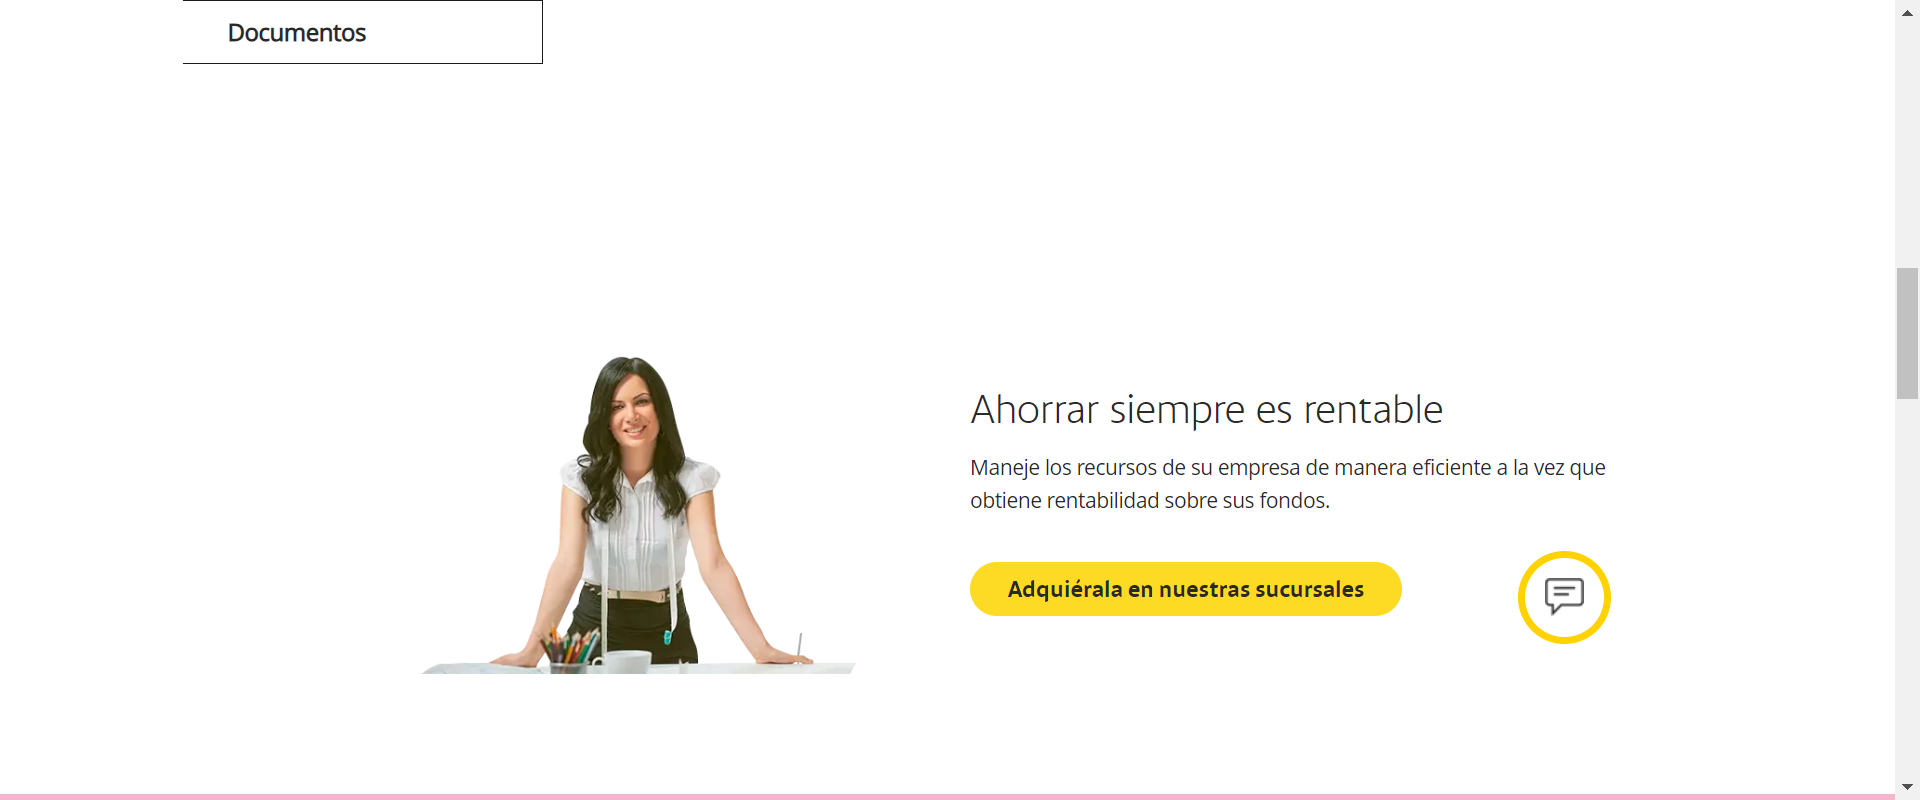 Documentos
Ahorrar siempre es rentable
Maneje los recursos de su empresa de manera eficiente a la vez que
obtiene rentabilidad sobre sus fondos.
Adquiérala en nuestras sucursales